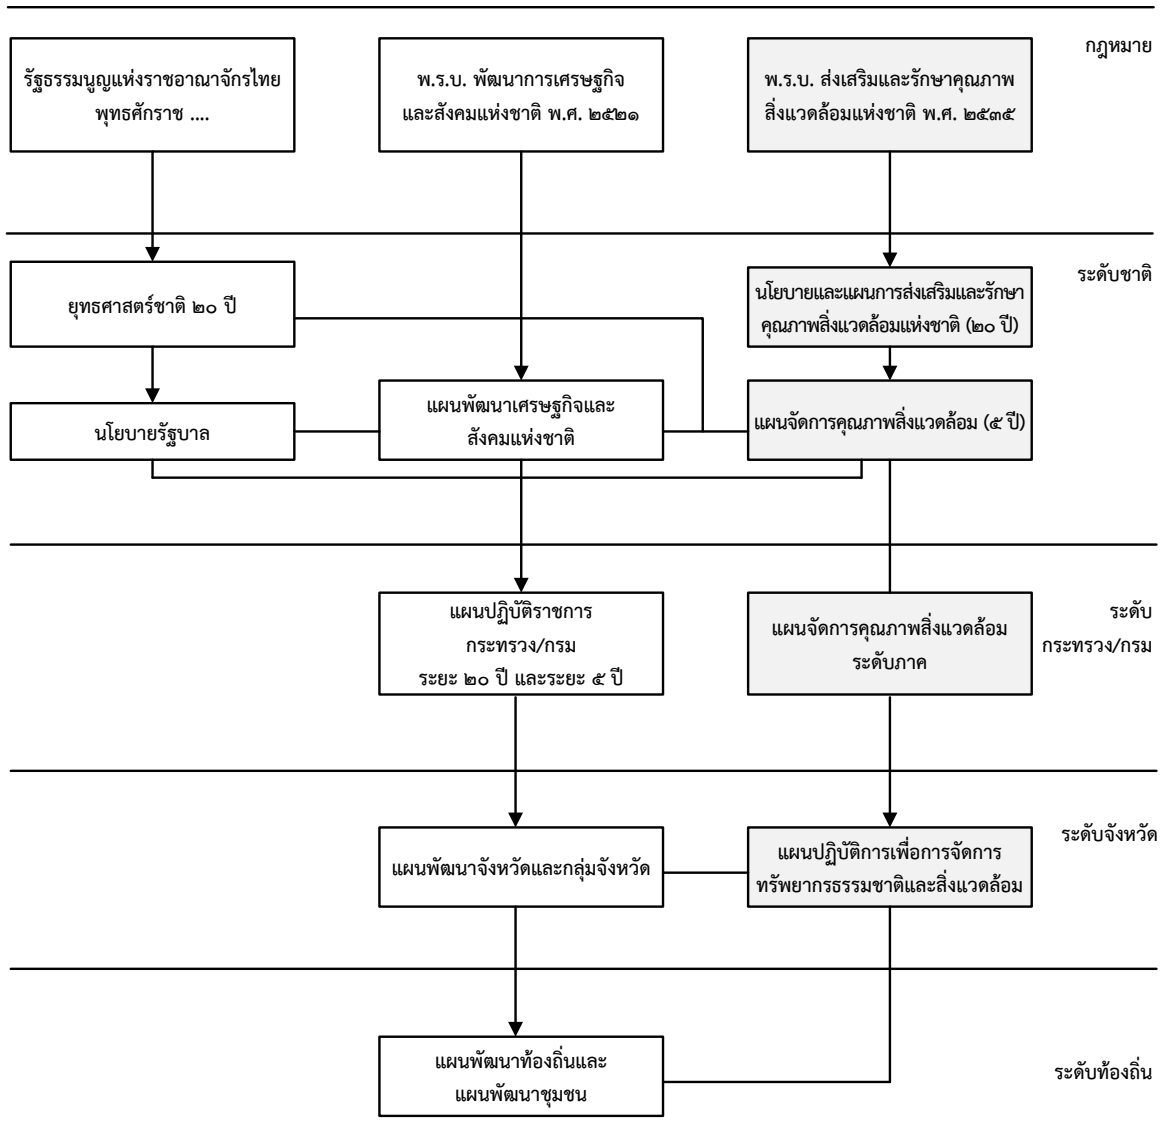 กฎหมาย
รัฐธรรมนูญแห่งราชอาณาจักรไทย
พุทธศักราช ....
พ.ร.บ. พัฒนาการเศรษฐกิจ
และสังคมแห่งชาติ พ.ศ. ๒๕๒๑
พ.ร.บ. ส่งเสริมและรักษาคุณภาพ
สิ่งแวดล้อมแห่งชาติ พ.ศ. ๒๕๓๕
ระดับชาติ
ยุทธศาสตร์ชาติ ๒๐ ปี
นโยบายและแผนการส่งเสริมและรักษา
คุณภาพสิ่งแวดล้อมแห่งชาติ (๒๐ ปี)
นโยบายรัฐบาล
แผนพัฒนาเศรษฐกิจและ
สังคมแห่งชาติ
แผนจัดการคุณภาพสิ่งแวดล้อม (๕ ปี)
ระดับ
กระทรวง/กรม
แผนปฏิบัติราชการ
กระทรวง/กรม
ระยะ ๒๐ ปี และระยะ ๕ ปี
แผนจัดการคุณภาพสิ่งแวดล้อม
ระดับภาค
ระดับจังหวัด
แผนพัฒนาจังหวัดและกลุ่มจังหวัด
แผนปฏิบัติการเพื่อการจัดการ
ทรัพยากรธรรมชาติและสิ่งแวดล้อม
ระดับท้องถิ่น
แผนพัฒนาท้องถิ่นและ
แผนพัฒนาชุมชน